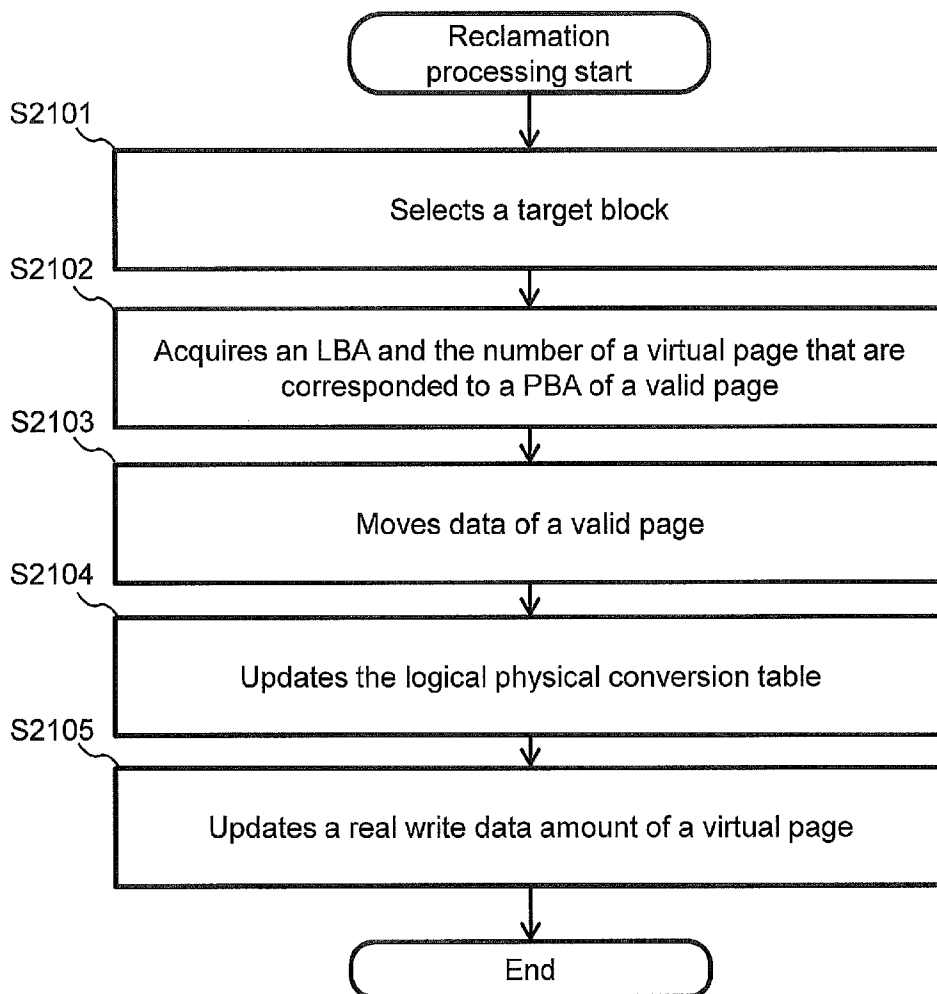 Reclamation
processing start
S2101
Selects a target block
S2102
Acquires an LBA and the number of a virtual page that are
corresponded to a PBA of a valid page
S2103
Moves data of a valid page
S2104
Updates the logical physical conversion table
S2105
Updates a real write data amount of a virtual page
End